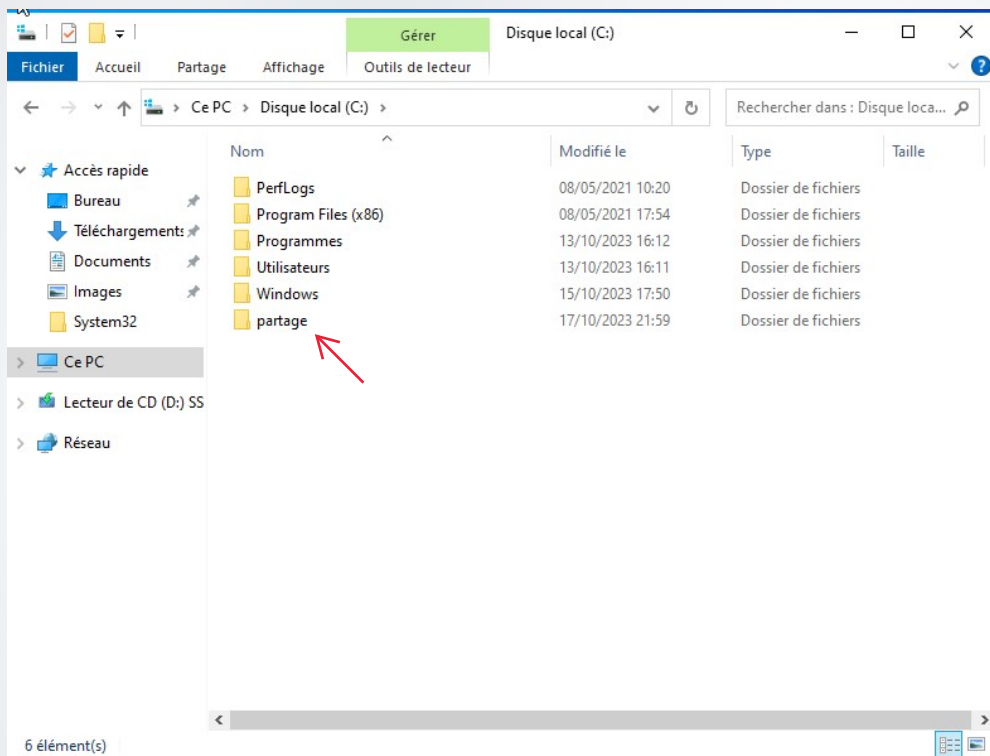 Gérer
Disque local (C:)
Fichier Accueil Partage Affichage Outils de lecteur
Ce PC Disque local (C:)
Rechercher dans : Disque loca...
Nom Modifié le Type Taille
Accès rapide
Bureau
Téléchargements
Documents
Images
System32
Ce PC
Lecteur de CD (D:) SS
Réseau
PerfLogs 08/05/2021 10:20 Dossier de fichiers
Program Files (x86) 08/05/2021 17:54 Dossier de fichiers
Programmes 13/10/2023 16:12 Dossier de fichiers
Utilisateurs 13/10/2023 16:11 Dossier de fichiers
Windows 15/10/2023 17:50 Dossier de fichiers
partage 17/10/2023 21:59 Dossier de fichiers
6 élément(s)